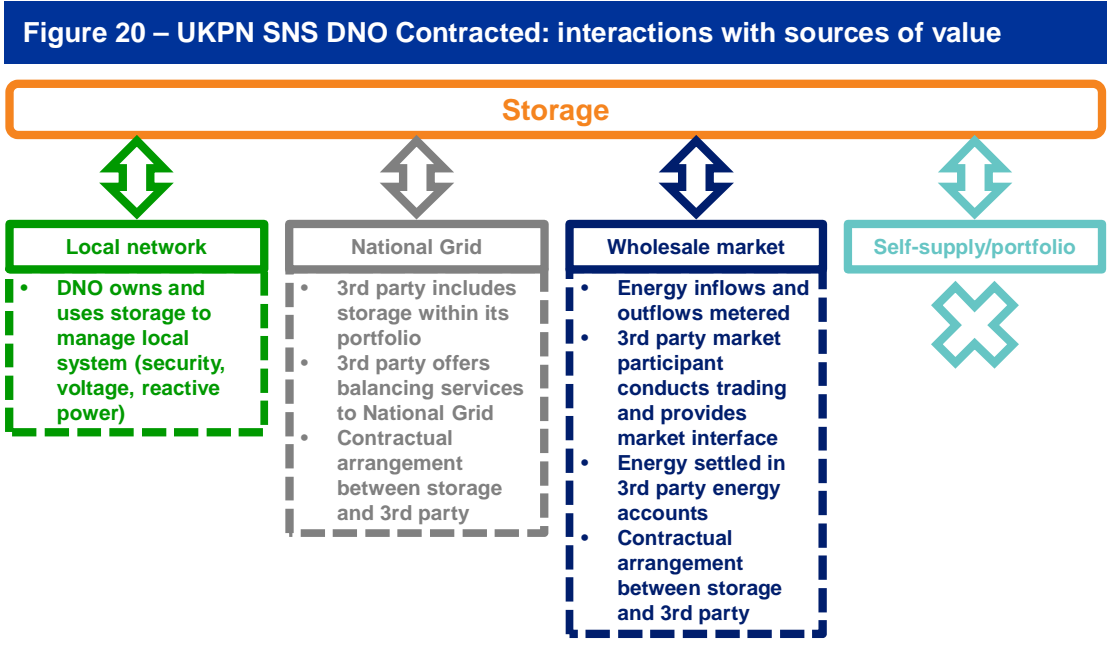 Figure 20 – UKPN SNS DNO Contracted: interactions with sources of value
Storage
Local network
• DNO owns and
uses storage to
manage local
system (security,
voltage, reactive
power)
National Grid
• 3rd party includes
storage within its
portfolio
• 3rd party offers
balancing services
to National Grid
• Contractual
arrangement
between storage
and 3rd party
Wholesale market
• Energy inflows and
outflows metered
• 3rd party market
participant
conducts trading
and provides
market interface
• Energy settled in
3rd party energy
accounts
• Contractual
arrangement
between storage
and 3rd party
Self-supply/portfolio